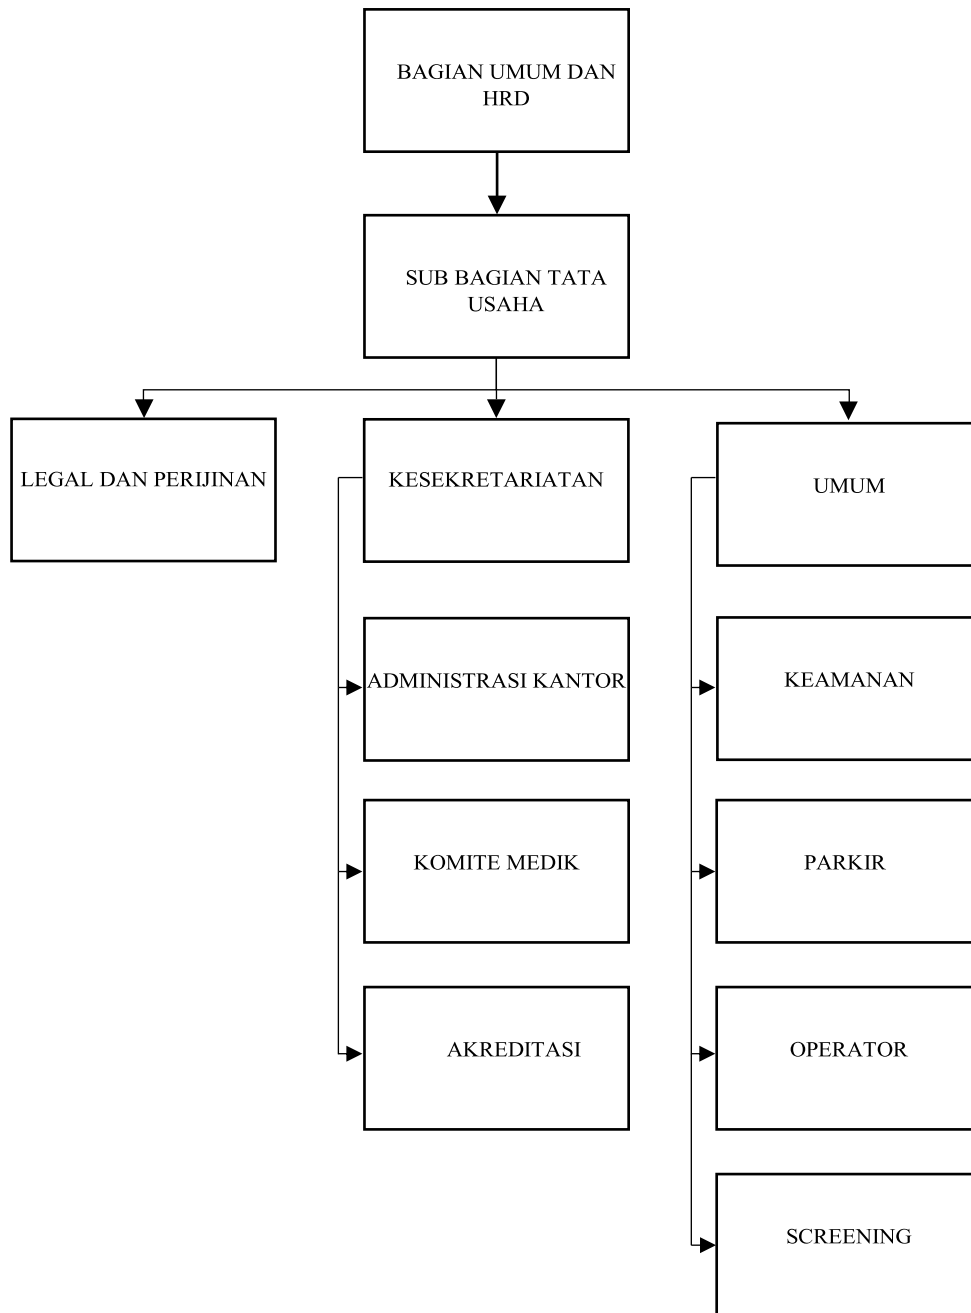 BAGIAN UMUM DAN
HRD
SUB BAGIAN TATA
USAHA
LEGAL DAN PERIJINAN
KESEKRETARIATAN
UMUM
ADMINISTRASI KANTOR
KEAMANAN
KOMITE MEDIK
PARKIR
AKREDITASI
OPERATOR
SCREENING